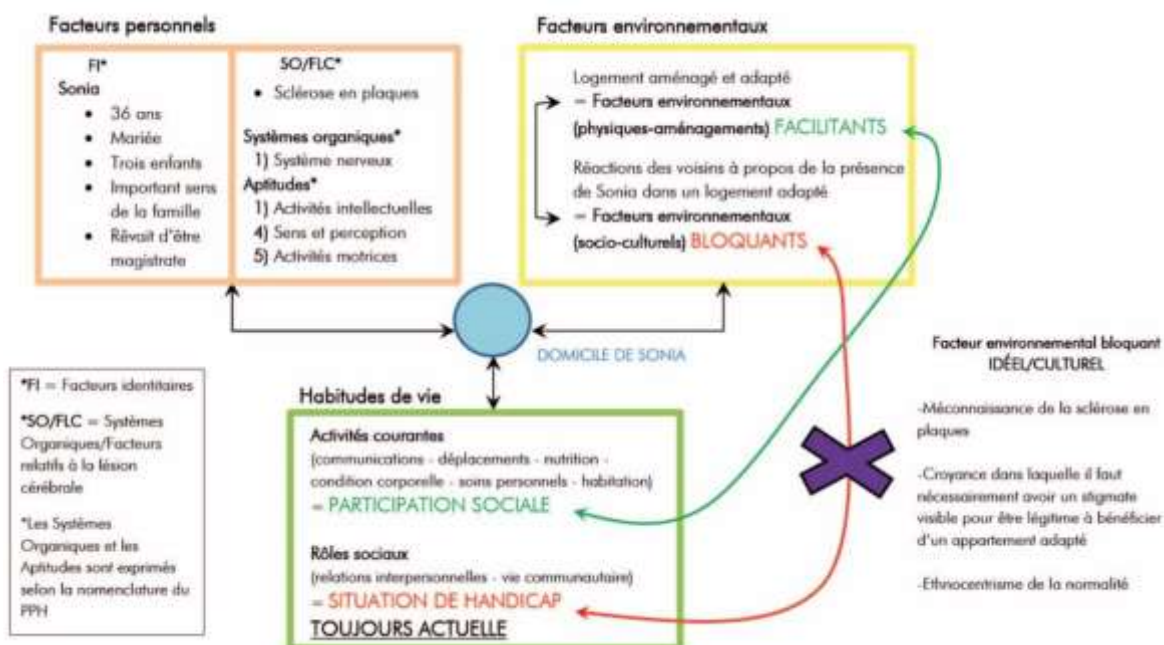 Facteurs personnels
FI*
Sonia
• 36 ans
• Mariée
• Trois enfants
• Important sens
de la famille
• Rêvait d'être
magistrate
SO/FLC*
• Sclérose en plaques
Systèmes organiques*
1) Système nerveux
Aptitudes*
1) Activités intellectuelles
4) Sens et perception
5) Activités motrices
Facteurs environnementaux
Logement aménagé et adapté
= Facteurs environnementaux
(physiques-aménagements) FACILITANTS
Réactions des voisins à propos de la présence
de Sonia dans un logement adapté
= Facteurs environnementaux
(socio-culturels) BLOQUANTS
DOMICILE DE SONIA
*FI = Facteurs identitaires
*SO/FLC = Systèmes
Organiques/Facteurs
relatifs à la lésion
cérébrale
*Les Systèmes
Organiques et les
Aptitudes sont exprimés
selon la nomenclature du
PPH
Habitudes de vie
Activités courantes
(communications - déplacements - nutrition -
condition corporelle - soins personnels - habitation)
= PARTICIPATION SOCIALE
Rôles sociaux
(relations interpersonnelles - vie communautaire)
= SITUATION DE HANDICAP
TOUJOURS ACTUELLE
Facteur environnemental bloquant
IDÉEL/CULTUREL
-Méconnaissance de la sclérose en
plaques
-Croyance dans laquelle il faut
nécessairement avoir un stigmate
visible pour être légitime à bénéficier
d'un appartement adapté
-Ethnocentrisme de la normalité